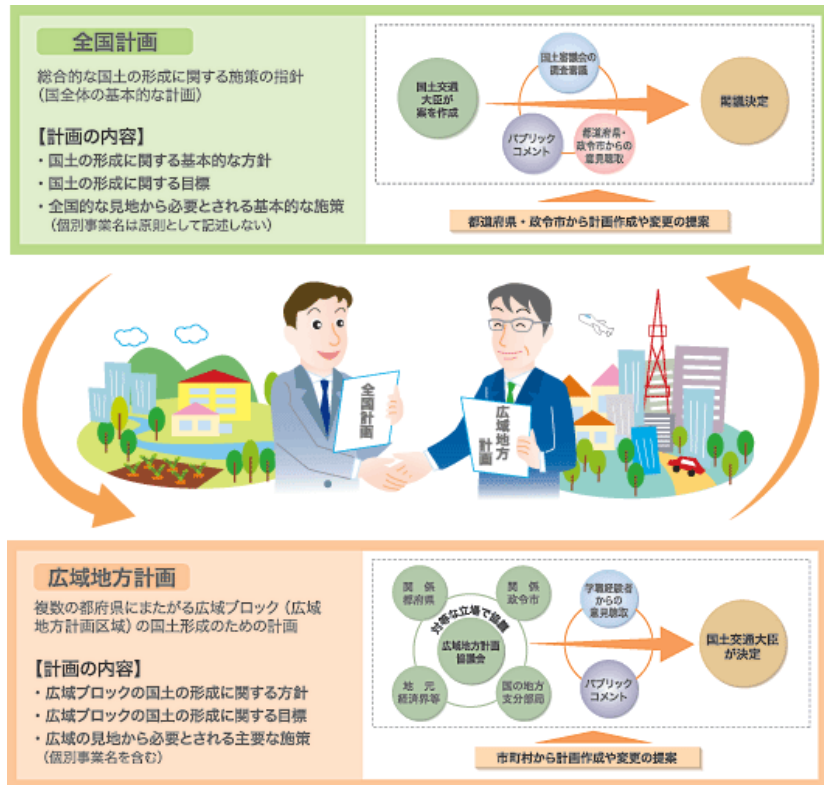 全国計画
総合的な国土の形成に関する施策の指針
（国全体の基本的な計画）
【計画の内容】
・国土の形成に関する基本的な方針
・国土の形成に関する目標
・全国的な見地から必要とされる基本的な施策
（個別事業名は原則として記述しない）
国土交通
大臣が
案を作成
国土審議会の
調査審議
パブリック
コメント
都道府県・
政令市からの
意見聴取
閣議決定
都道府県・政令市から計画作成や変更の提案
全国計画
広域地方
計画
広域地方計画
複数の都府県にまたがる広域ブロック（広域
地方計画区域）の国土形成のための計画
【計画の内容】
・広域ブロックの国土の形成に関する方針
・広域ブロックの国土の形成に関する目標
・広域の見地から必要とされる主要な施策
（個別事業名を含む）
関　係
都府県
関　係
政令市
対等な立場で協議
広域地方計画
協議会
地　元
経済界等
国の地方
支分部局
学識経験者
からの
意見聴取
パブリック
コメント
国土交通大臣
が決定
市町村から計画作成や変更の提案